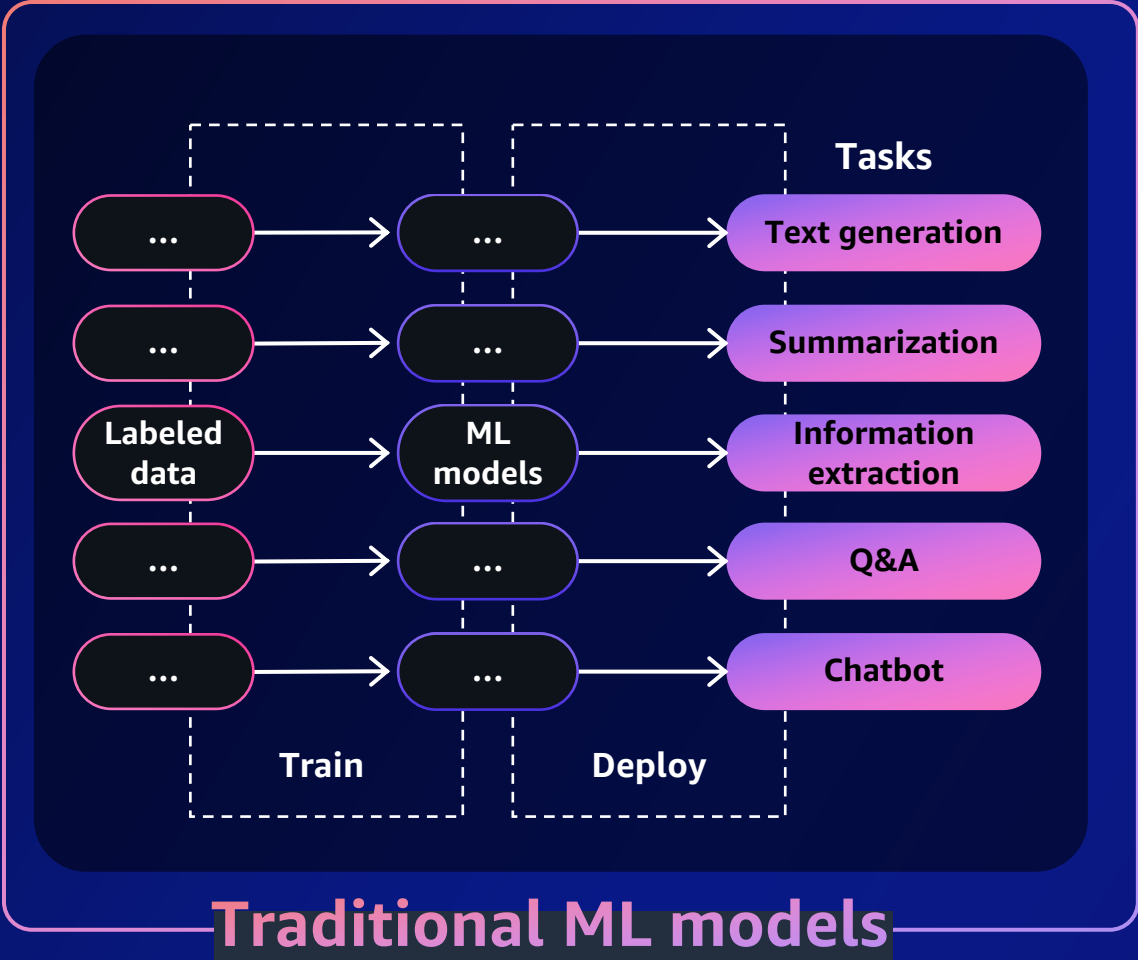 Tasks
... ... Text generation
... ... Summarization
Labeled
data
ML
models
Information
extraction
... ... Q&A
... ... Chatbot
Train
Deploy
Traditional ML models